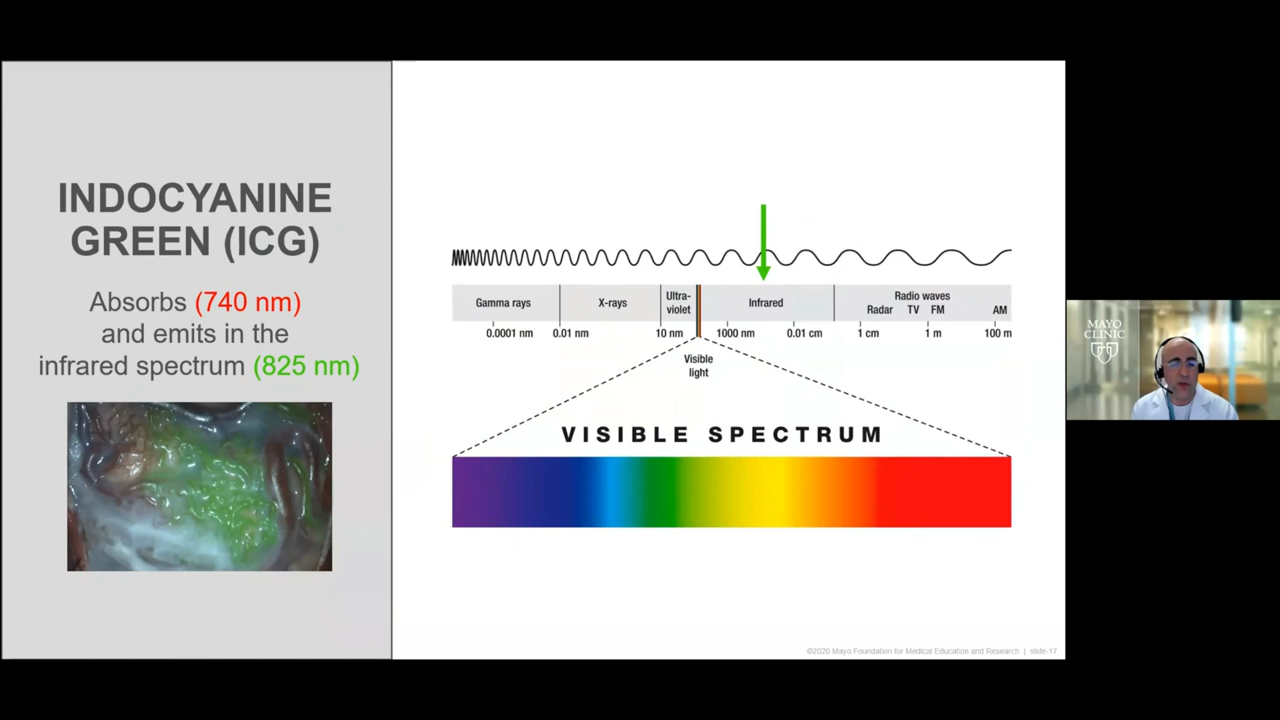 INDOCYANINE
GREEN (ICG)
Absorbs (740 nm)
and emits in the
infrared spectrum (825 nm)
Gamma rays
X-rays
Ultra-
violet
Infrared
Radio waves
Radar TV FM AM
0.0001 nm 0.01 nm 10 nm 1000 nm 0.01 cm 1 cm 1 m 100 m
Visible
light
VISIBLE SPECTRUM
©2020 Mayo Foundation for Medical Education and Research | slide-17
MAYO
CLINIC